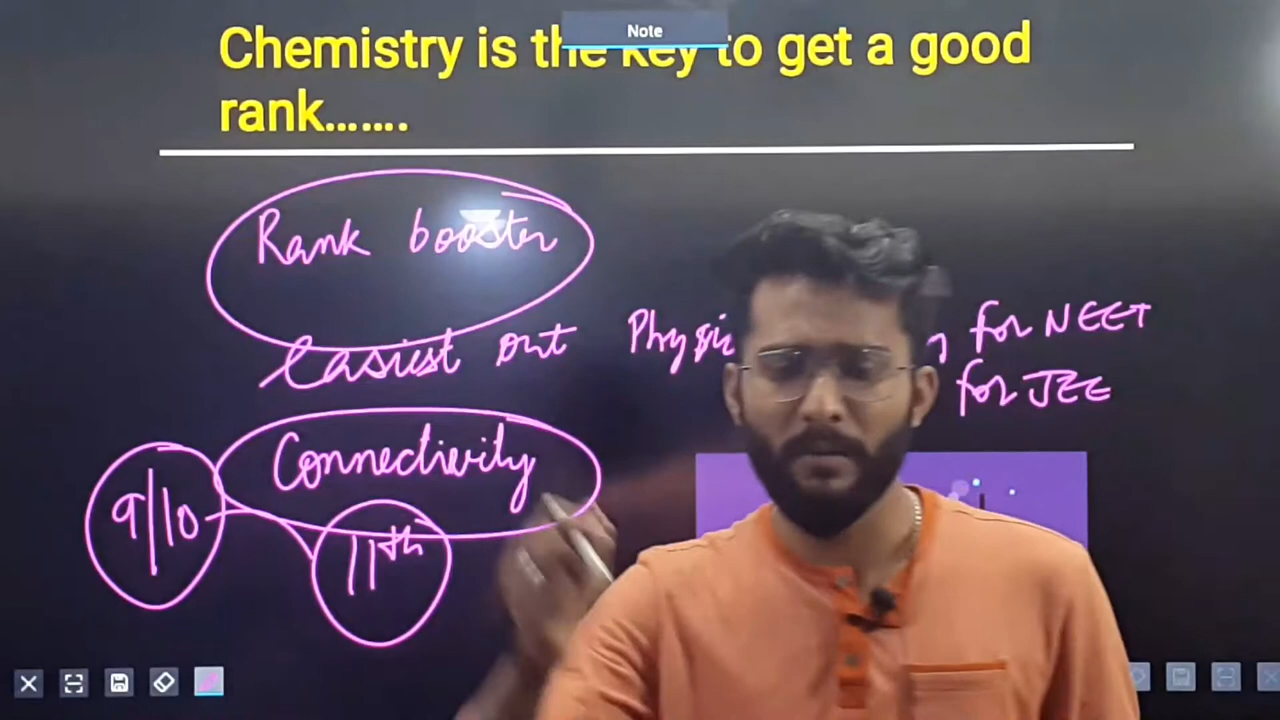 Note
Chemistry is the key to get a good
rank.......
Rank booster
easiest out for NEET
for JEE
Connectivity
9/10
11th